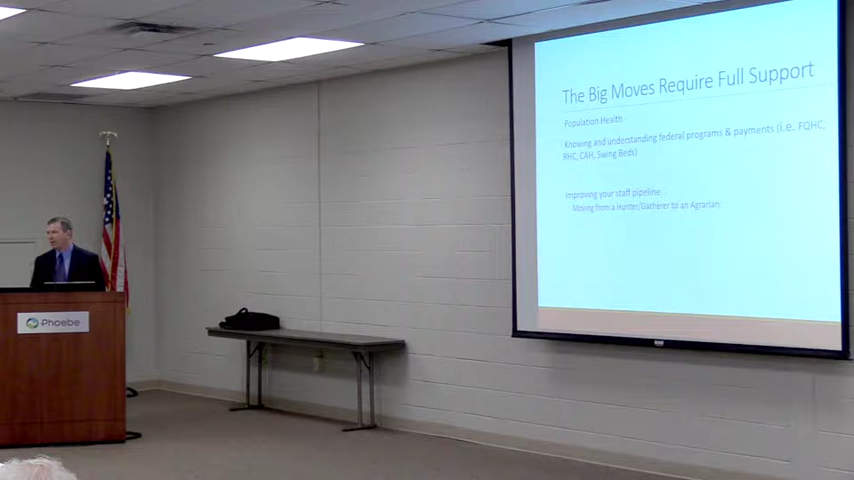 The Big Moves Require Full Support
Population Health
Knowing and understanding federal programs & payments (i.e. FQHC,
RHC, CAH, Swing Beds)
Improving your staff pipeline:
Moving from a Hunter/Gatherer to an Agrarian
Phoebe